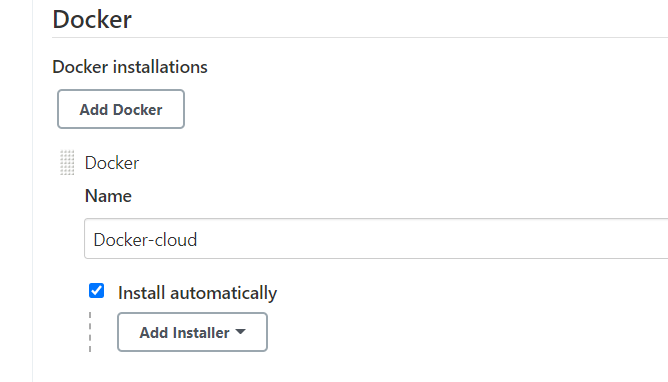 Docker
Docker installations
Add Docker
Docker
Name
Docker-cloud
Install automatically
Add Installer